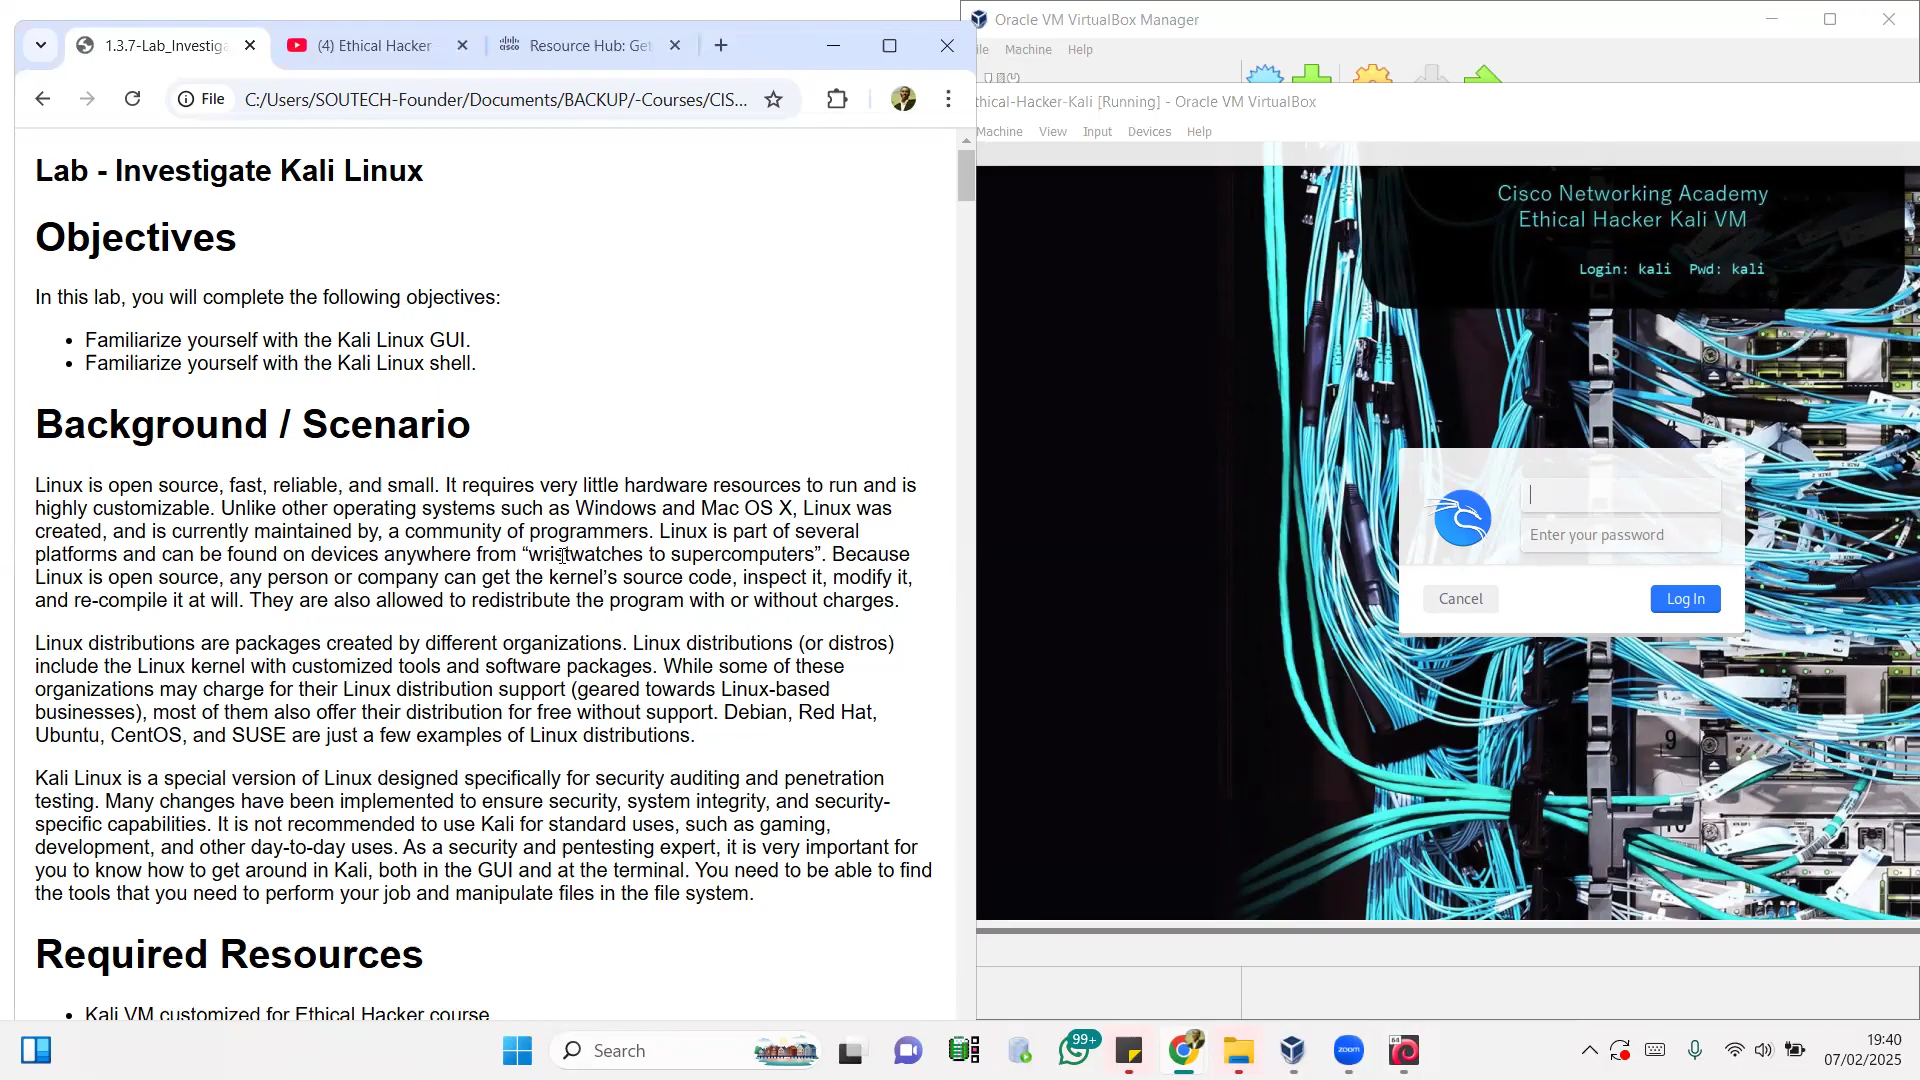 1.3.7-Lab_Investiga
(4) Ethical Hacker
Resource Hub: Get
File
C:/Users/SOUTECH-Founder/Documents/BACKUP/-Courses/CIS...
Lab - Investigate Kali Linux
Objectives
In this lab, you will complete the following objectives:
• Familiarize yourself with the Kali Linux GUI.
• Familiarize yourself with the Kali Linux shell.
Background / Scenario
Linux is open source, fast, reliable, and small. It requires very little hardware resources to run and is
highly customizable. Unlike other operating systems such as Windows and Mac OS X, Linux was
created, and is currently maintained by, a community of programmers. Linux is part of several
platforms and can be found on devices anywhere from “wristwatches to supercomputers”. Because
Linux is open source, any person or company can get the kernel’s source code, inspect it, modify it,
and re-compile it at will. They are also allowed to redistribute the program with or without charges.
Linux distributions are packages created by different organizations. Linux distributions (or distros)
include the Linux kernel with customized tools and software packages. While some of these
organizations may charge for their Linux distribution support (geared towards Linux-based
businesses), most of them also offer their distribution for free without support. Debian, Red Hat,
Ubuntu, CentOS, and SUSE are just a few examples of Linux distributions.
Kali Linux is a special version of Linux designed specifically for security auditing and penetration
testing. Many changes have been implemented to ensure security, system integrity, and security-
specific capabilities. It is not recommended to use Kali for standard uses, such as gaming,
development, and other day-to-day uses. As a security and pentesting expert, it is very important for
you to know how to get around in Kali, both in the GUI and at the terminal. You need to be able to find
the tools that you need to perform your job and manipulate files in the file system.
Required Resources
• Kali VM customized for Ethical Hacker course
Oracle VM VirtualBox Manager
ile Machine Help
thical-Hacker-Kali [Running] - Oracle VM VirtualBox
Machine View Input Devices Help
Cisco Networking Academy
Ethical Hacker Kali VM
Login: kali Pwd: kali
Enter your password
Cancel
Log In
9
Search
99+
zoom
64
19:40
07/02/2025